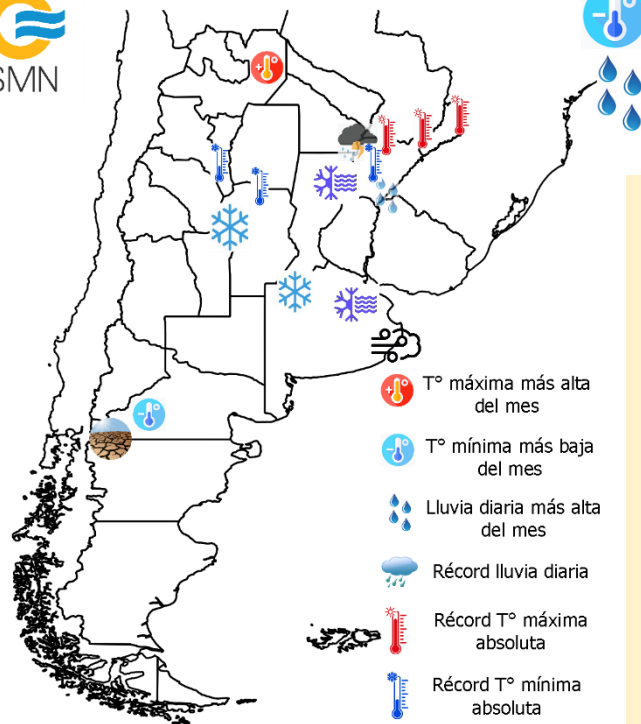 SMN
T° máxima más alta
del mes
T° mínima más baja
del mes
Lluvia diaria más alta
del mes
Récord lluvia diaria
Récord T° máxima
absoluta
Récord T° mínima
absoluta